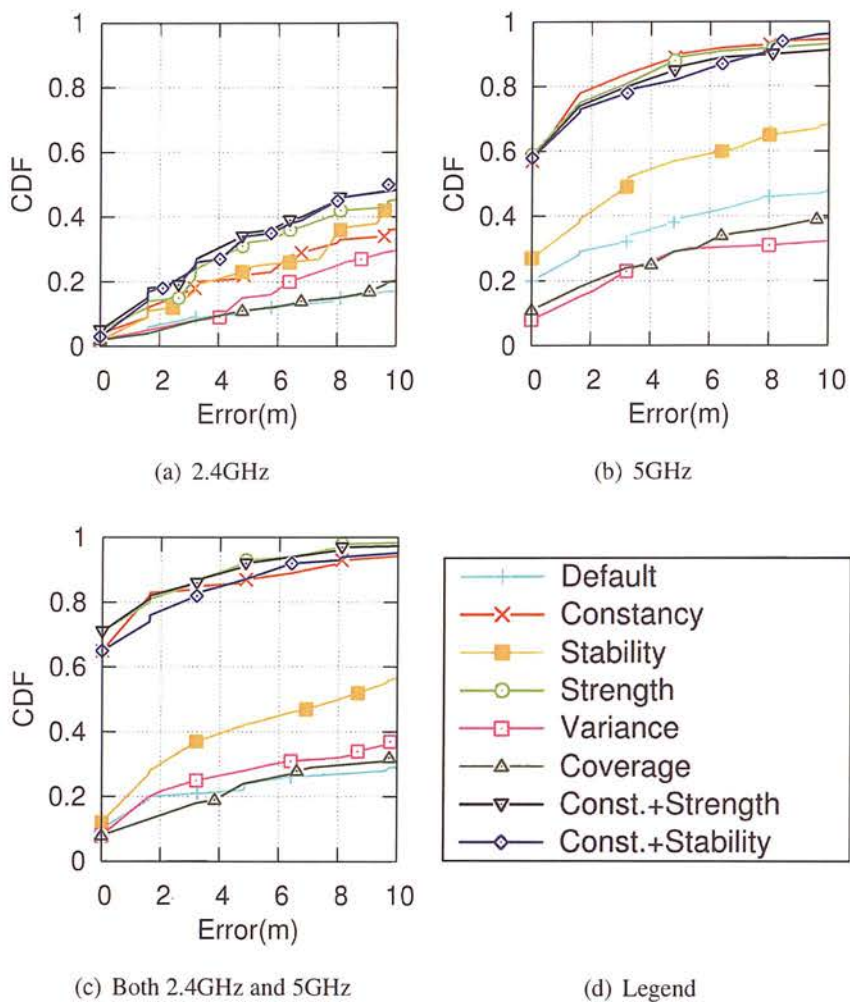 1
0.8
0.6
0.4
0.2
0
CDF
0 2 4 6 8 10
Error(m)
(a) 2.4GHz
1
0.8
0.6
0.4
0.2
0
CDF
0 2 4 6 8 10
Error(m)
(b) 5GHz
1
0.8
0.6
0.4
0.2
0
CDF
0 2 4 6 8 10
Error(m)
(c) Both 2.4GHz and 5GHz
Default
Constancy
Stability
Strength
Variance
Coverage
Const.+Strength
Const.+Stability
(d) Legend